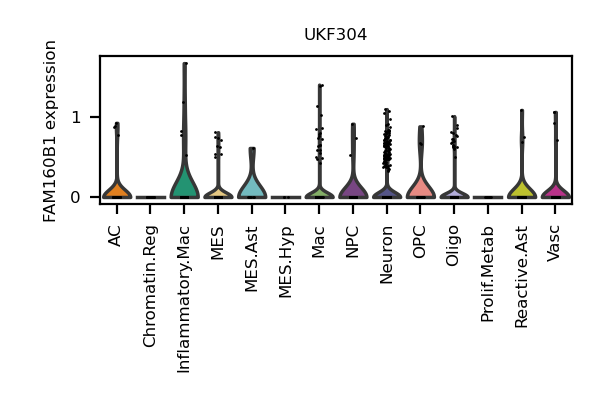 UKF304
FAM160B1 expression
1
0
AC
Chromatin.Reg
Inflammatory.Mac
MES
MES.Ast
MES.Hyp
Mac
NPC
Neuron
OPC
Oligo
Prolif.Metab
Reactive.Ast
Vasc